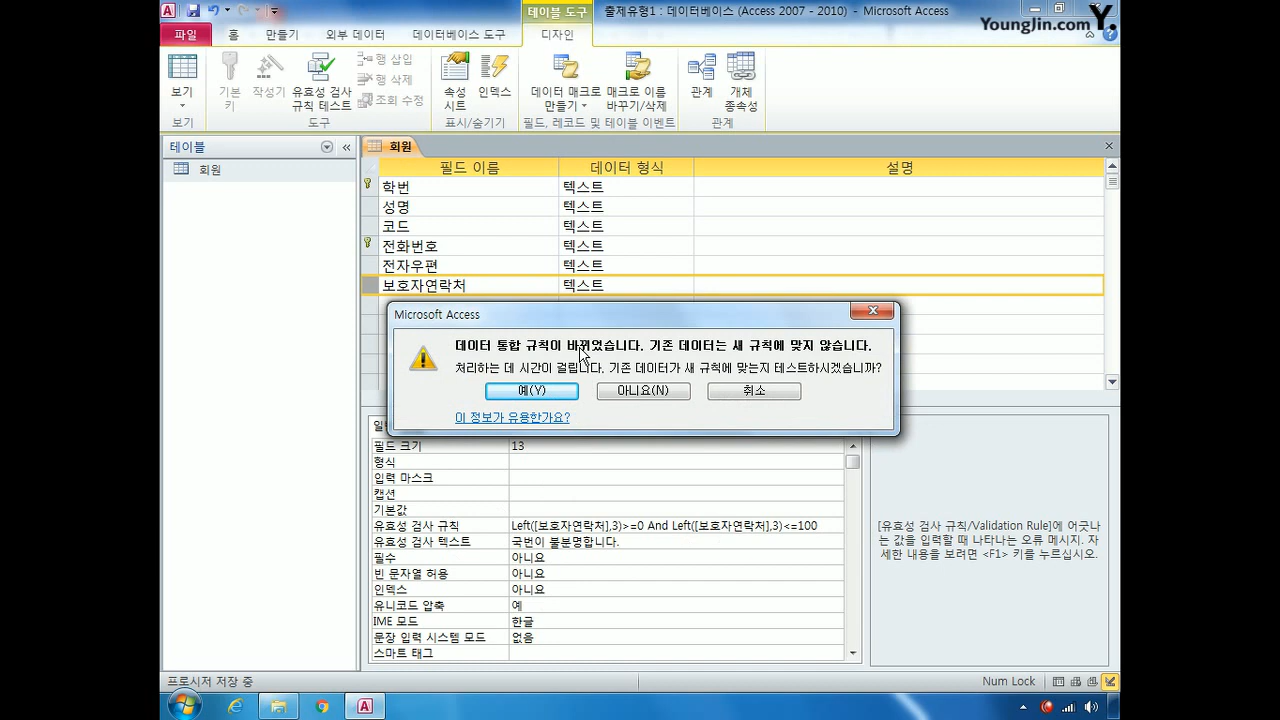 테이블 도구
출제유형1 : 데이터베이스 (Access 2007 - 2010) - Microsoft Access
YoungJin.com Y.
파일 홈 만들기 외부 데이터 데이터베이스 도구 디자인
보기
기본 키
작성기
유효성 검사 규칙 테스트
행 삽입
행 삭제
조회 수정
속성 시트
인덱스
데이터 매크로 만들기
매크로 이름 바꾸기/삭제
관계
개체 종속성
보기 도구 표시/숨기기 필드, 레코드 및 테이블 이벤트 관계
테이블
회원
회원
필드 이름 데이터 형식 설명
학번 텍스트
성명 텍스트
코드 텍스트
전화번호 텍스트
전자우편 텍스트
보호자연락처 텍스트
Microsoft Access
데이터 통합 규칙이 바뀌었습니다. 기존 데이터는 새 규칙에 맞지 않습니다.
처리하는 데 시간이 걸립니다. 기존 데이터가 새 규칙에 맞는지 테스트하시겠습니까?
예(Y) 아니요(N) 취소
이 정보가 유용한가요?
필드 크기 13
형식
입력 마스크
캡션
기본값
유효성 검사 규칙 Left([보호자연락처],3)>=0 And Left([보호자연락처],3)<=100
유효성 검사 텍스트 국번이 불분명합니다.
필수 아니요
빈 문자열 허용 아니요
인덱스 아니요
유니코드 압축 예
IME 모드 한글
문장 입력 시스템 모드 없음
스마트 태그
[유효성 검사 규칙/Validation Rule]에 어긋나
는 값을 입력할 때 나타나는 오류 메시지. 자
세한 내용을 보려면 <F1> 키를 누르십시오.
프로시저 저장 중
Num Lock